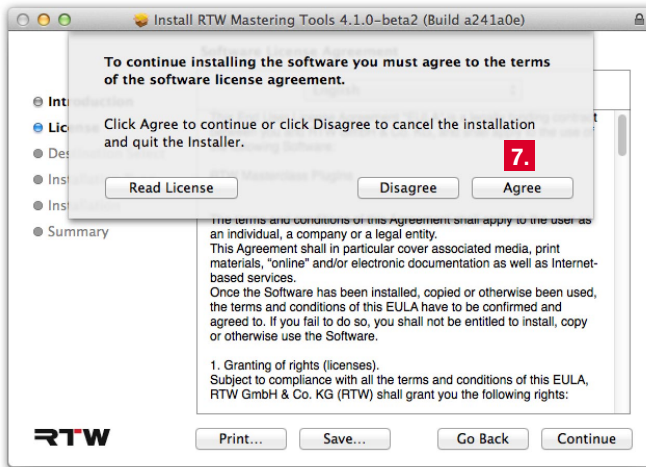 Install RTW Mastering Tools 4.1.0-beta2 (Build a241a0e)
Software License Agreement
To continue installing the software you must agree to the terms
of the software license agreement.
English
Click Agree to continue or click Disagree to cancel the installation
and quit the Installer.
7.
Read License
Disagree
Agree
Introduction
License
Summary
RTW Masterclass Plugins
The terms and conditions of this Agreement shall apply to the user as
an individual, a company or a legal entity.
This Agreement shall in particular cover associated media, print
materials, "online" and/or electronic documentation as well as Internet-
based services.
Once the Software has been installed, copied or otherwise been used,
the terms and conditions of this EULA have to be confirmed and
agreed to. If you fail to do so, you shall not be entitled to install, copy
or otherwise use the Software.
1. Granting of rights (licenses).
Subject to compliance with all the terms and conditions of this EULA,
RTW GmbH & Co. KG (RTW) shall grant you the following rights:
RTW
Print...
Save...
Go Back
Continue